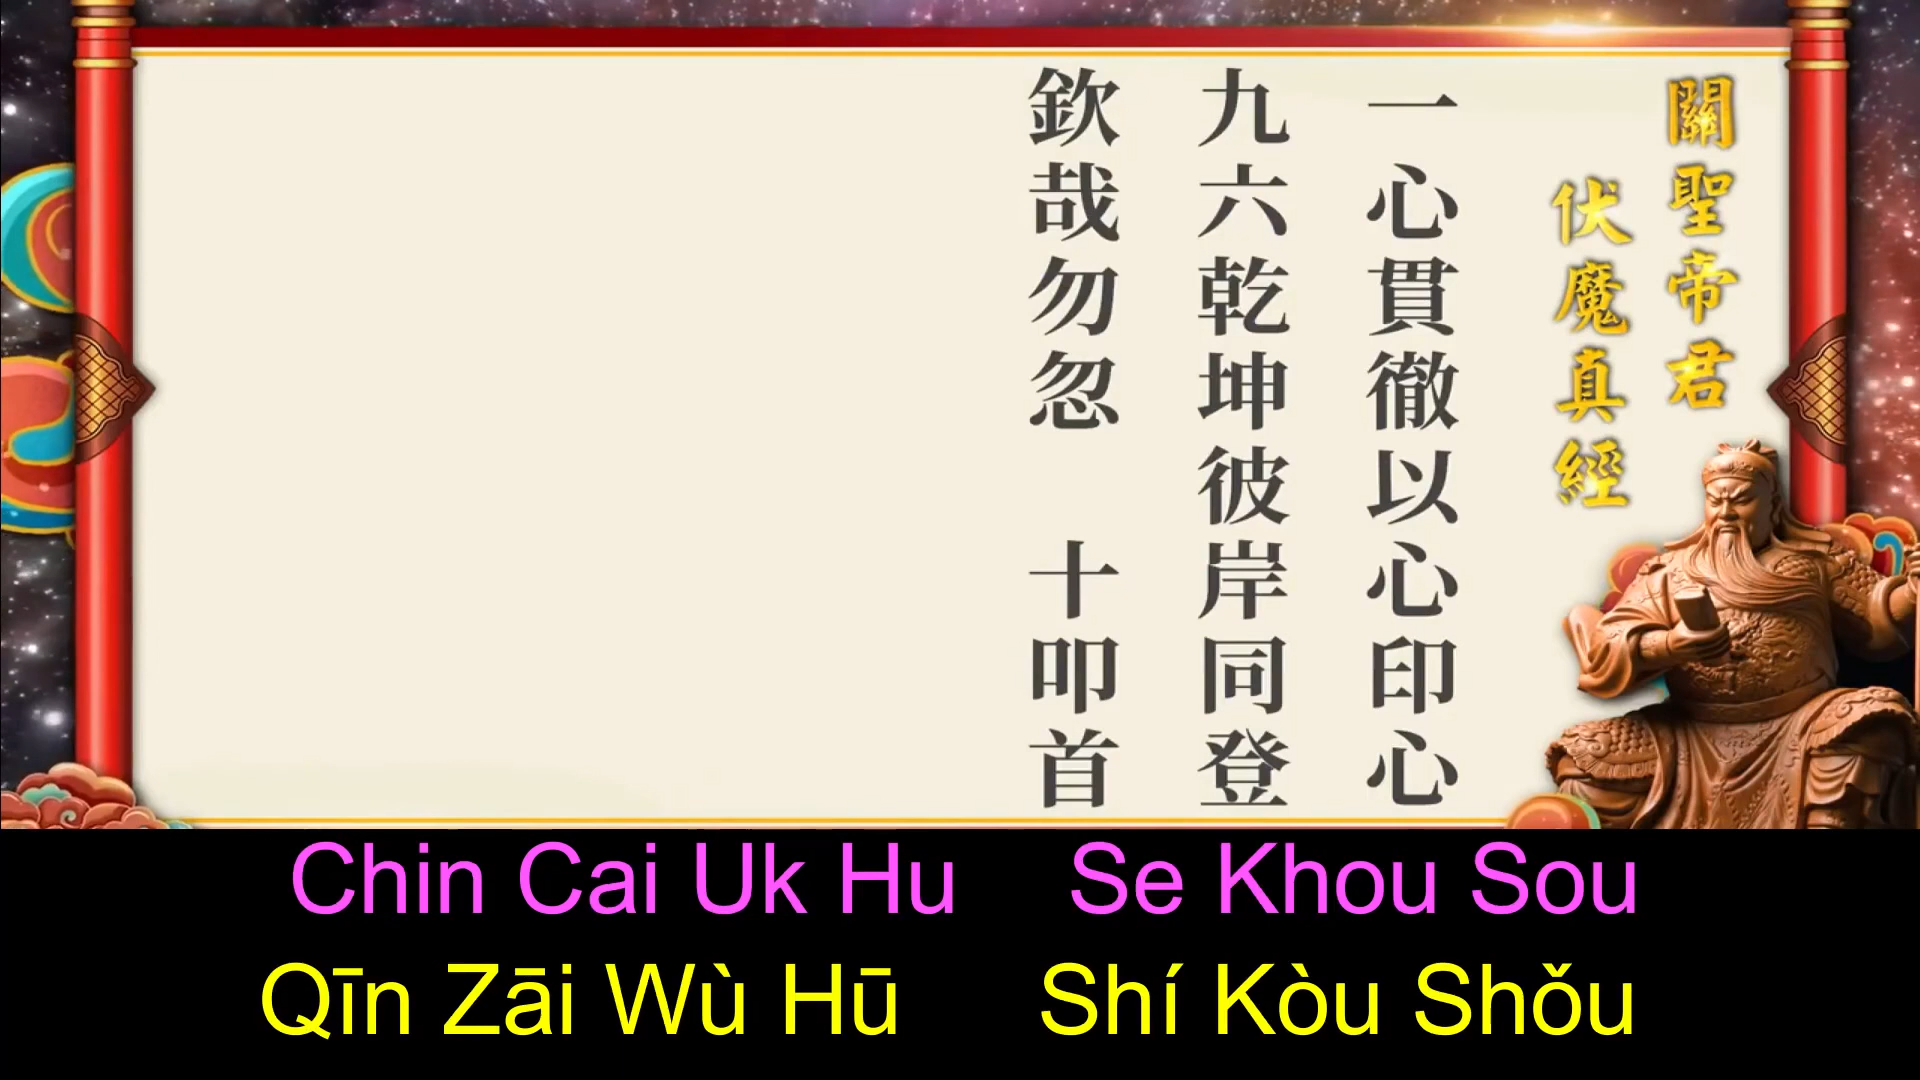 關聖帝君
伏魔真經
一心貫徹以心印心
九六乾坤彼岸同登
欽哉勿忽 十叩首
Chin Cai Uk Hu Se Khou Sou
Qīn Zāi Wù Hū Shí Kòu Shǒu